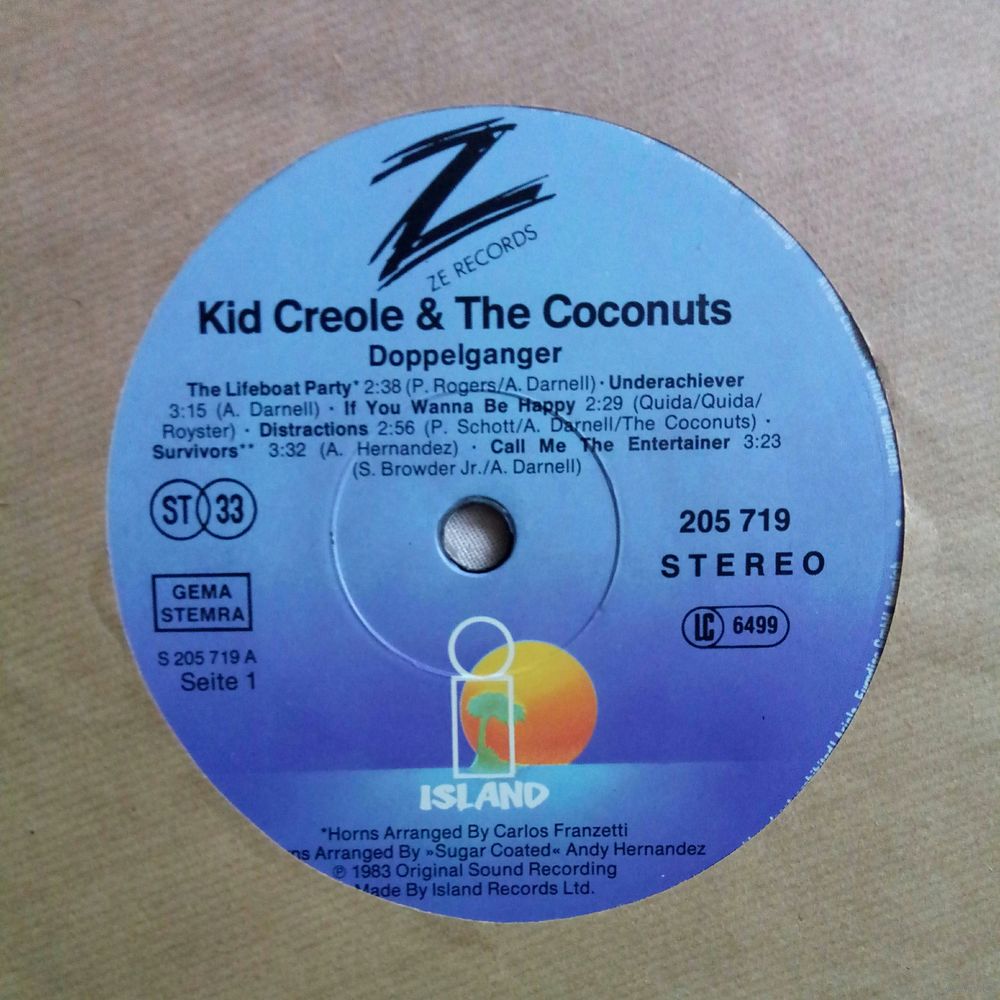 Z
ZE RECORDS
Kid Creole & The Coconuts
Doppelganger
The Lifeboat Party* 2:38 (P. Rogers/A. Darnell) · Underachiever
3:15 (A. Darnell) · If You Wanna Be Happy 2:29 (Quida/Quida/
Royster) · Distractions 2:56 (P. Schott/A. Darnell/The Coconuts) ·
Survivors** 3:32 (A. Hernandez) · Call Me The Entertainer 3:23
(S. Browder Jr./A. Darnell)
ST 33
205 719
STEREO
GEMA
STEMRA
LC 6499
S 205 719 A
Seite 1
ISLAND
*Horns Arranged By Carlos Franzetti
ns Arranged By »Sugar Coated« Andy Hernandez
℗ 1983 Original Sound Recording
Made By Island Records Ltd.